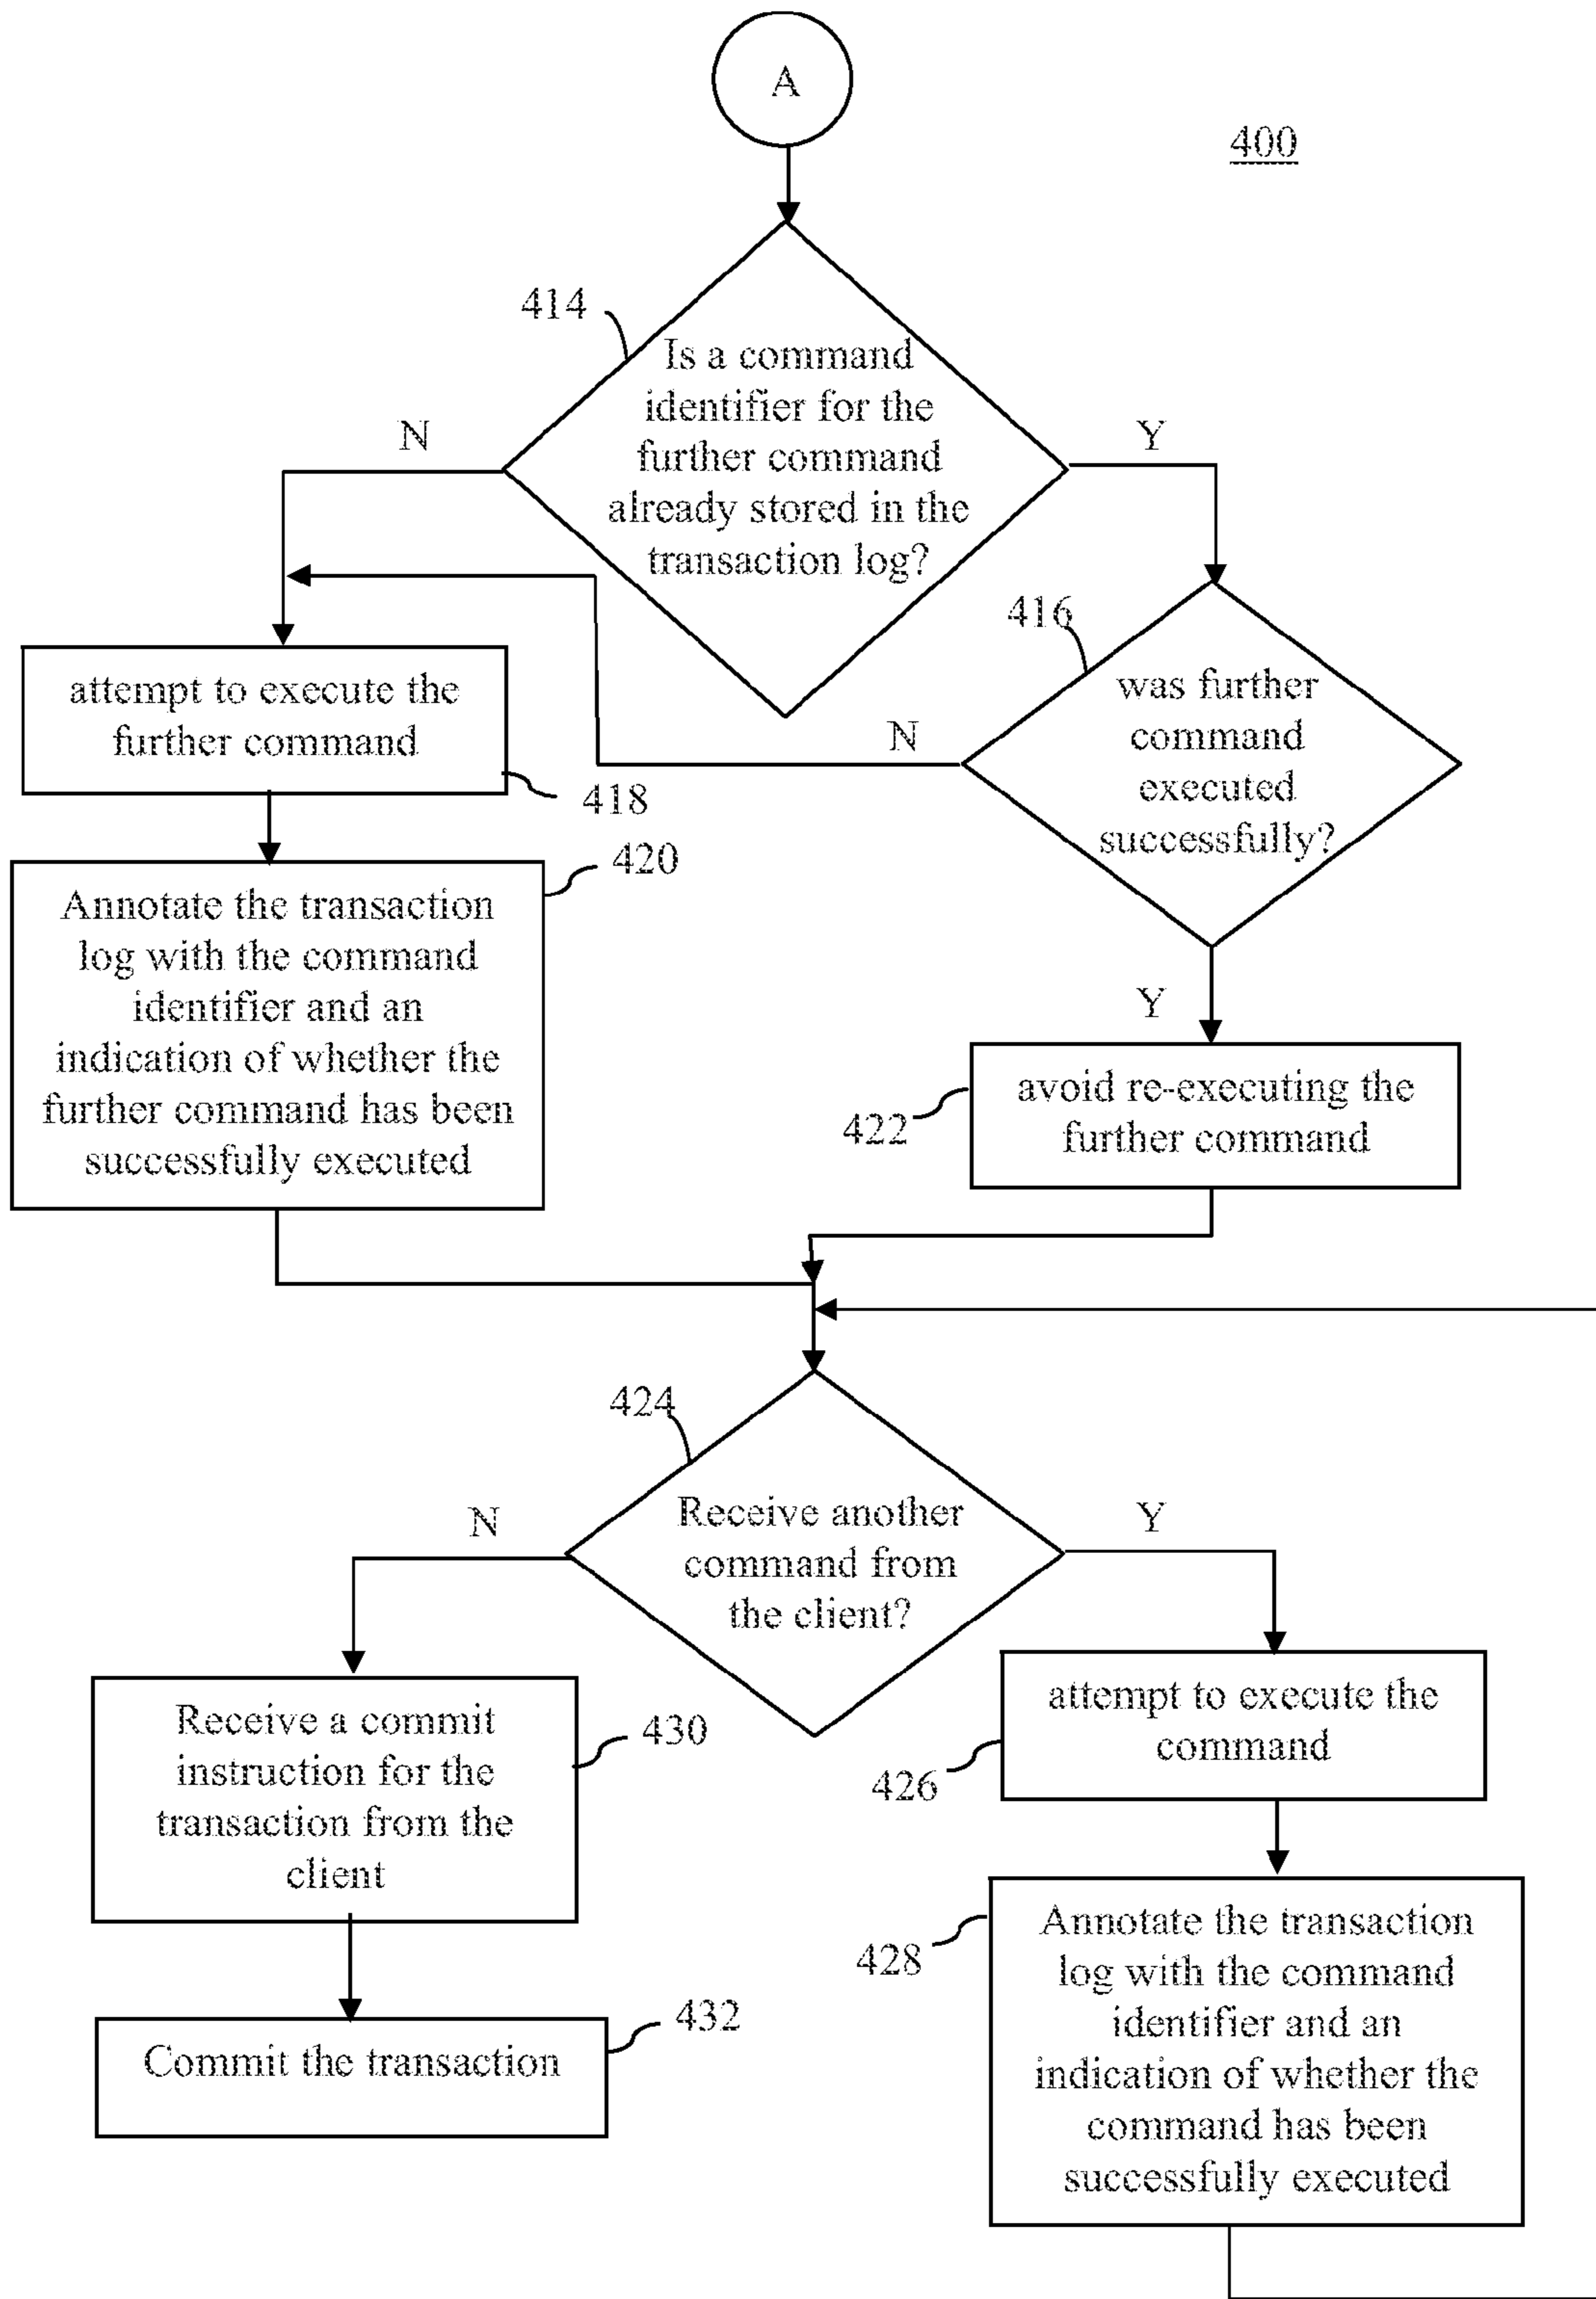 A
400
414
Is a command
identifier for the
further command
already stored in the
transaction log?
N
Y
416
was further
command
executed
successfully?
N
attempt to execute the
further command
418
420
Annotate the transaction
log with the command
identifier and an
indication of whether the
further command has been
successfully executed
Y
avoid re-executing the
further command
422
424
Receive another
command from
the client?
N
Y
Receive a commit
instruction for the
transaction from the
client
430
attempt to execute the
command
426
Annotate the transaction
log with the command
identifier and an
indication of whether the
command has been
successfully executed
428
Commit the transaction
432